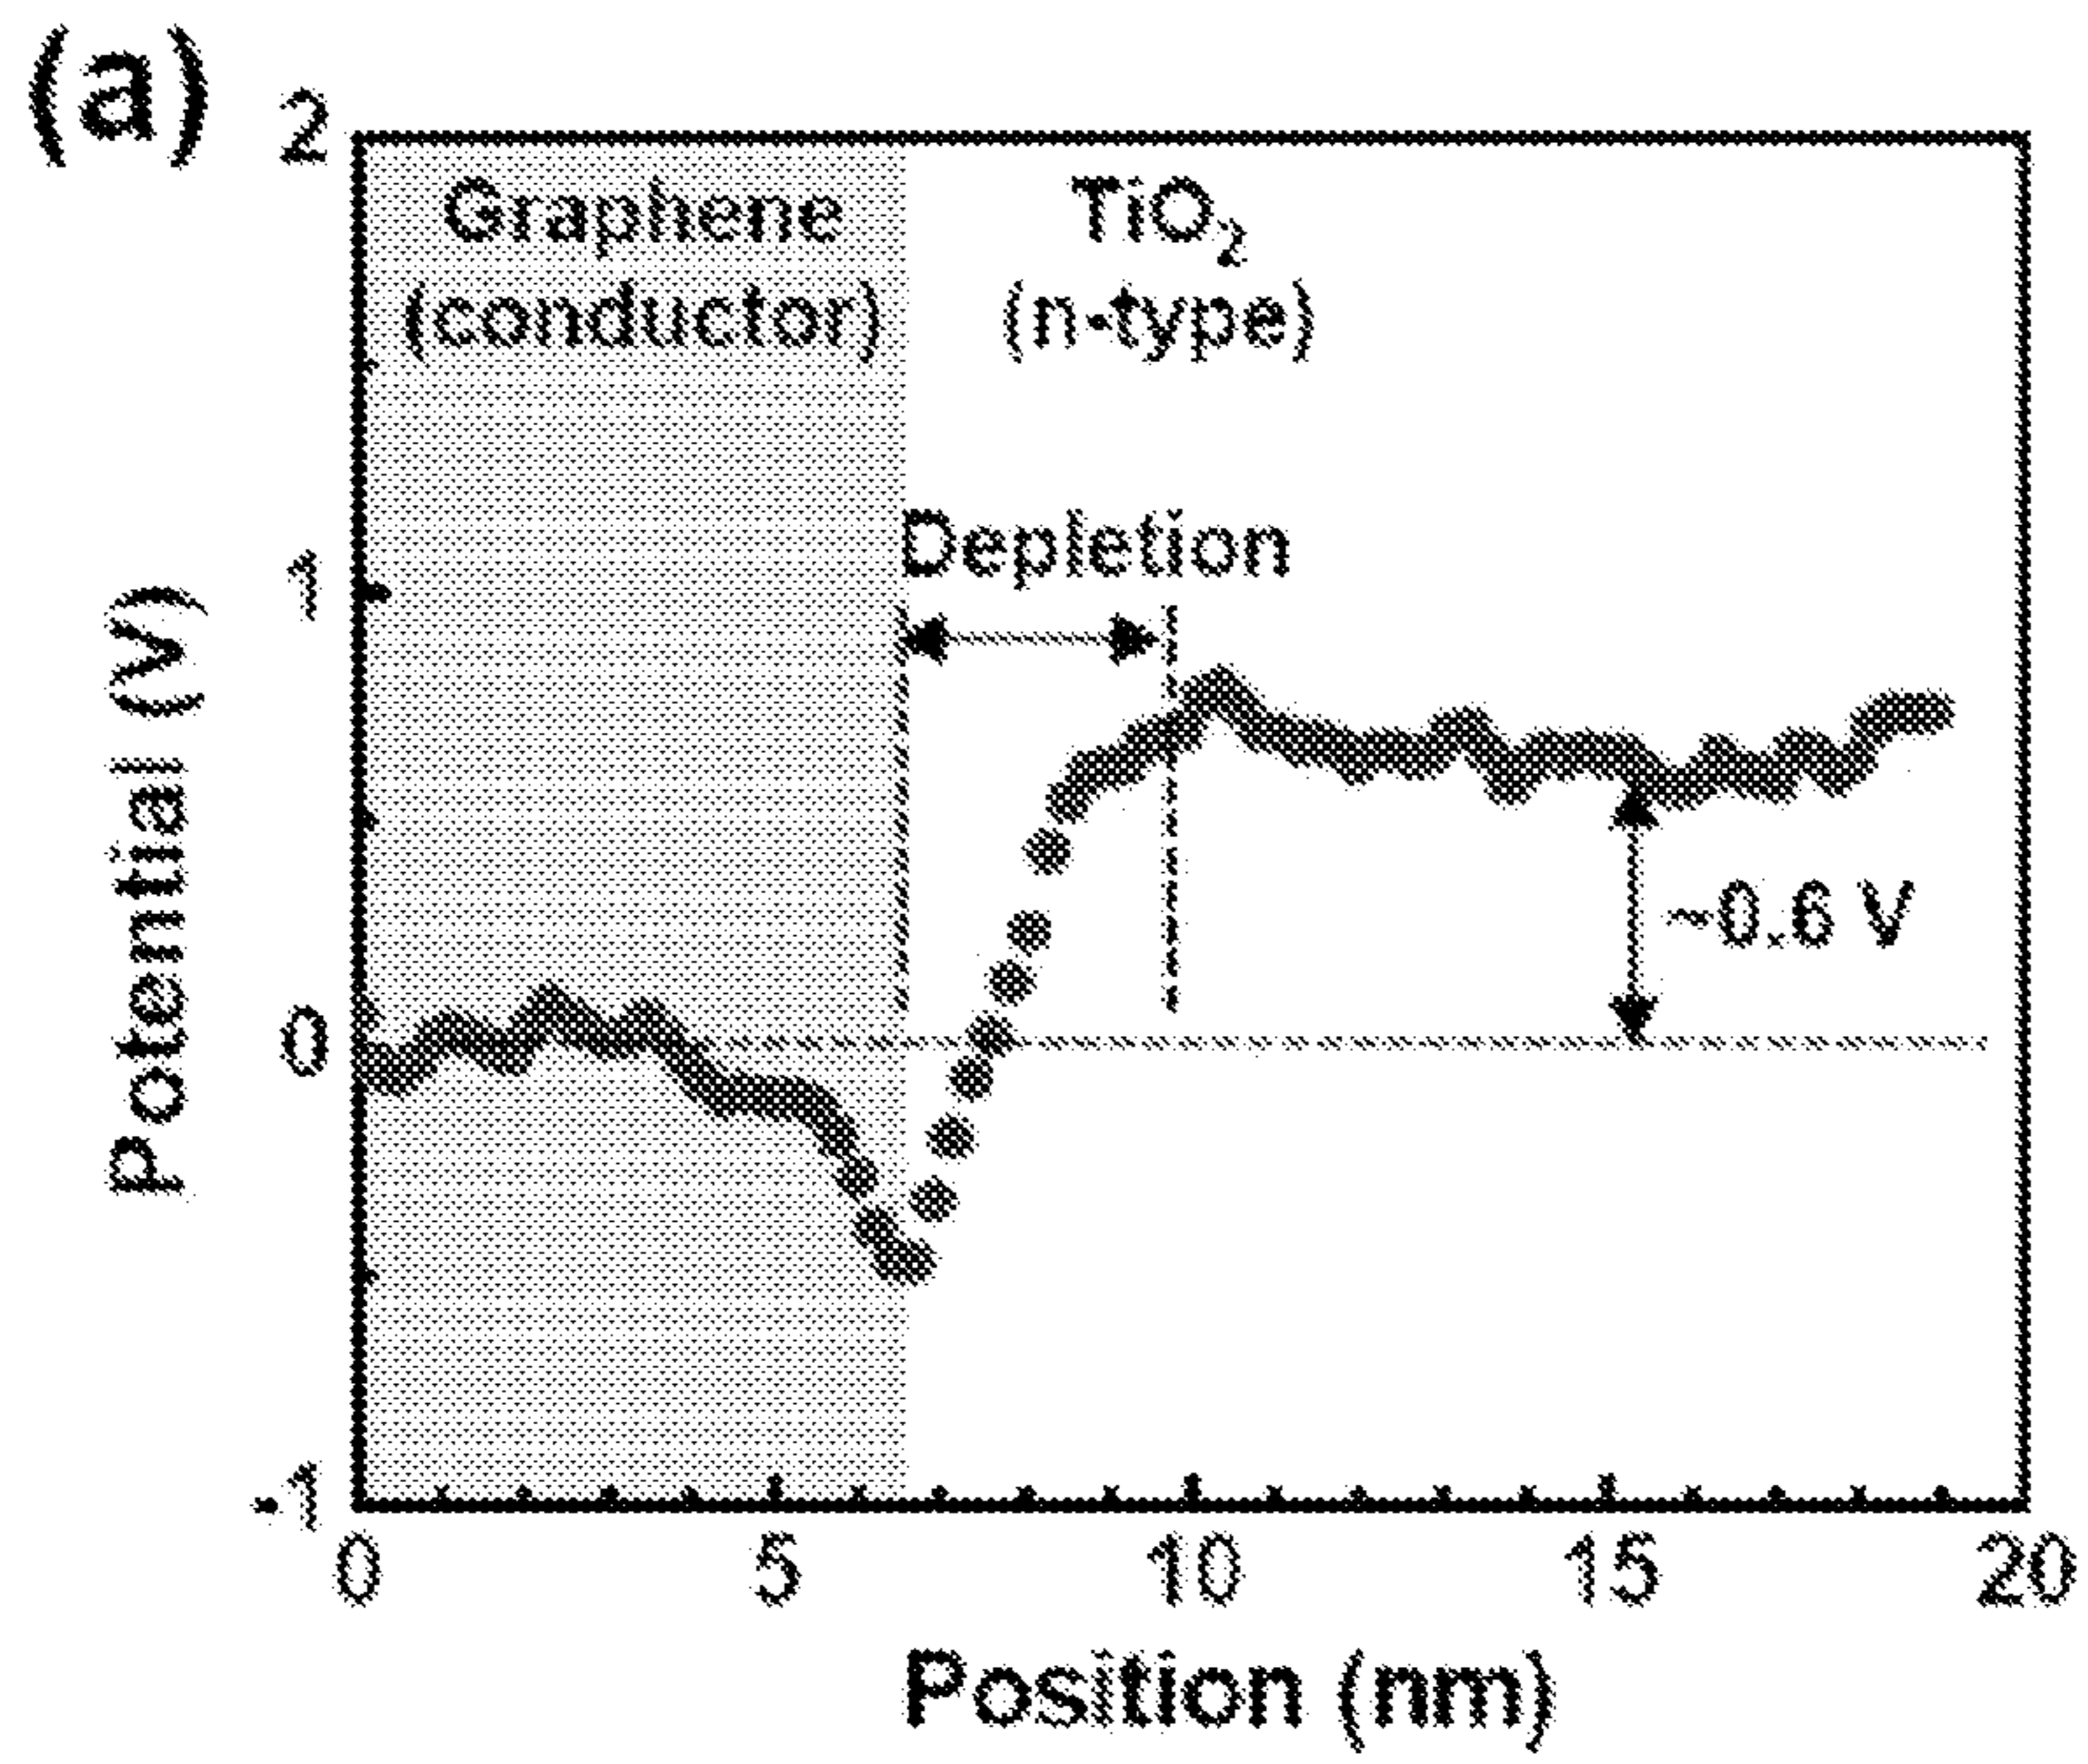 (a)
2
Graphene
(conductor)
TiO₂
(n-type)
Depletion
1
Potential (V)
~0.6 V
0
-1
0 5 10 15 20
Position (nm)